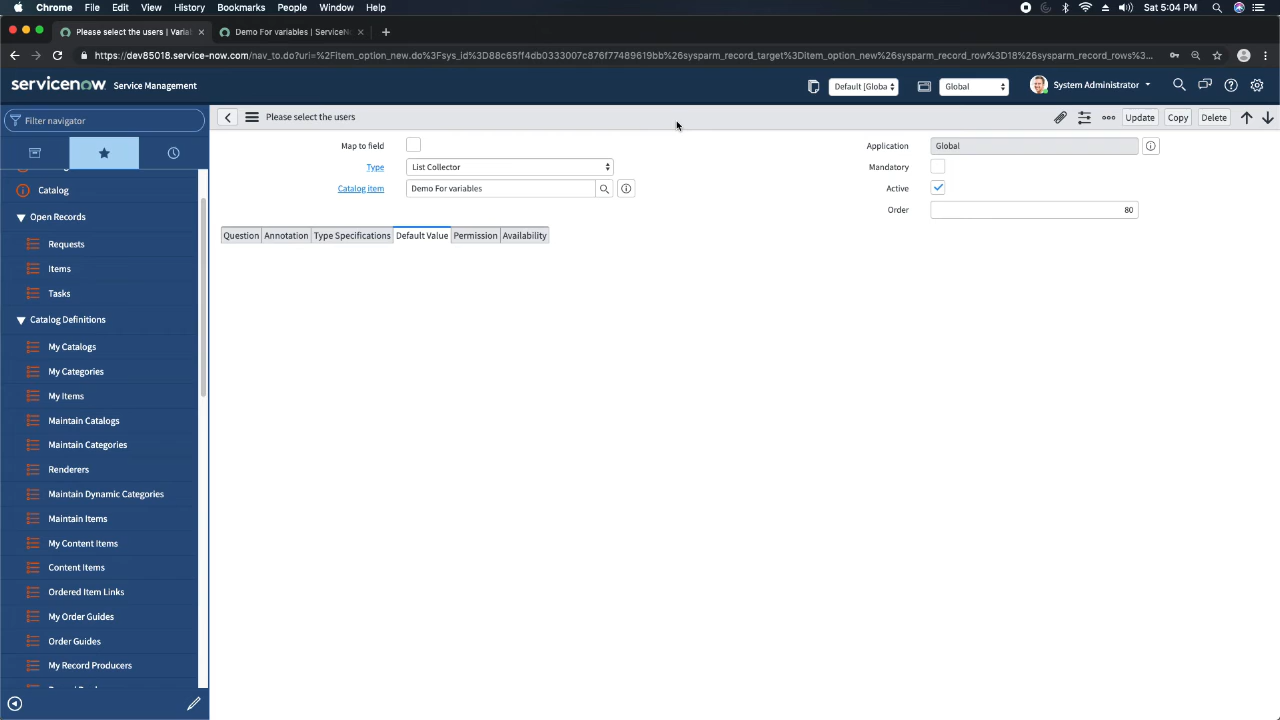 Chrome File Edit View History Bookmarks People Window Help Sat 5:04 PM
Please select the users | Varial Demo For variables | ServiceN
https://dev85018.service-now.com/nav_to.do?uri=%2Fitem_option_new.do%3Fsys_id%3D88c65ff4db0333007c876f77489619bb%26sysparm_record_target%3Ditem_option_new%26sysparm_record_row%3D18%26sysparm_record_rows%3...
servicenow Service Management Default [Globa Global System Administrator
Filter navigator
Please select the users Update Copy Delete
Map to field Application Global
Type List Collector Mandatory
Catalog item Demo For variables Active
Order 80
Question Annotation Type Specifications Default Value Permission Availability
Catalog
Open Records
Requests
Items
Tasks
Catalog Definitions
My Catalogs
My Categories
My Items
Maintain Catalogs
Maintain Categories
Renderers
Maintain Dynamic Categories
Maintain Items
My Content Items
Content Items
Ordered Item Links
My Order Guides
Order Guides
My Record Producers